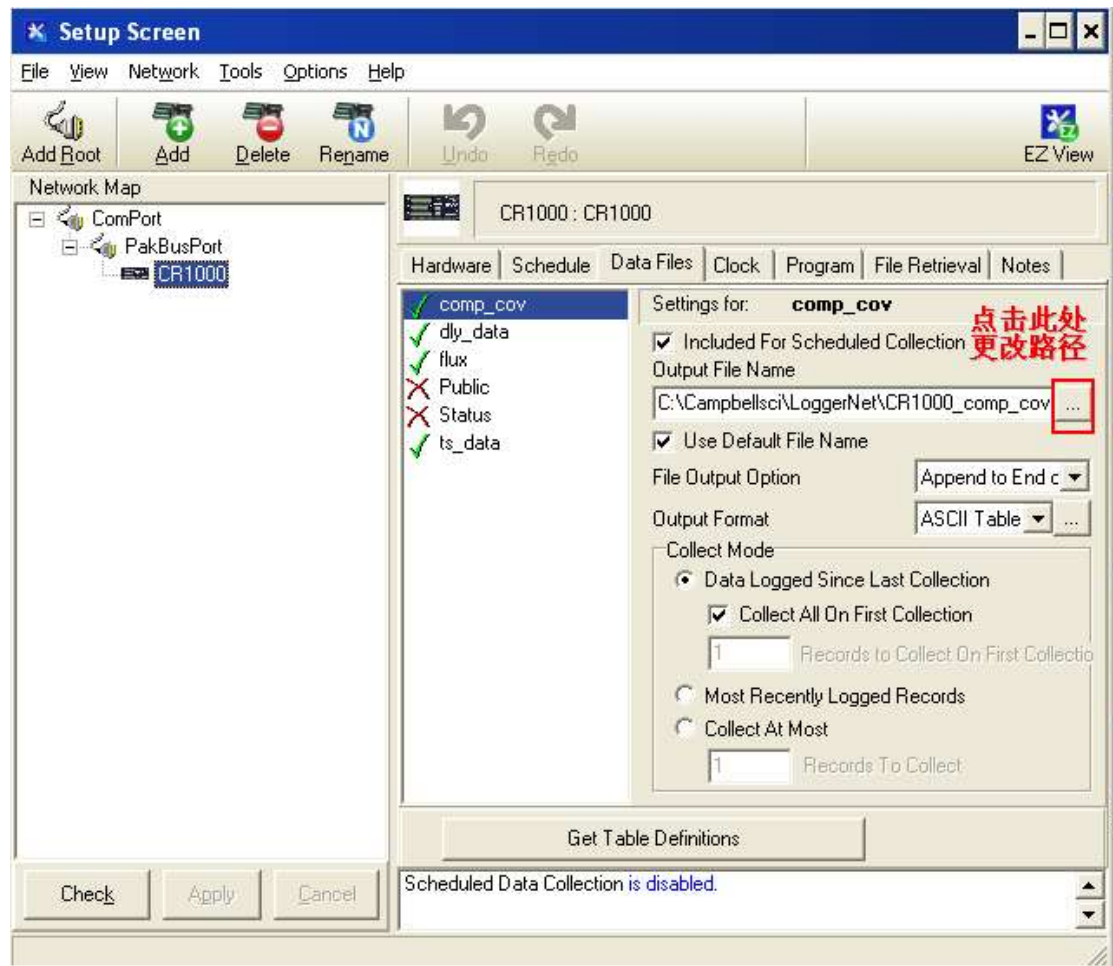 Setup Screen
File View Network Tools Options Help
Add Root Add Delete Rename Undo Redo EZ View
Network Map
ComPort
PakBusPort
CR1000
CR1000 : CR1000
Hardware Schedule Data Files Clock Program File Retrieval Notes
comp_cov
dly_data
flux
Public
Status
ts_data
Settings for: comp_cov
点击此处
更改路径
Included For Scheduled Collection
Output File Name
C:\Campbellsci\LoggerNet\CR1000_comp_cov ...
Use Default File Name
File Output Option Append to End o
Output Format ASCII Table ...
Collect Mode
Data Logged Since Last Collection
Collect All On First Collection
1 Records to Collect On First Collectio
Most Recently Logged Records
Collect At Most
1 Records To Collect
Get Table Definitions
Check Apply Cancel
Scheduled Data Collection is disabled.